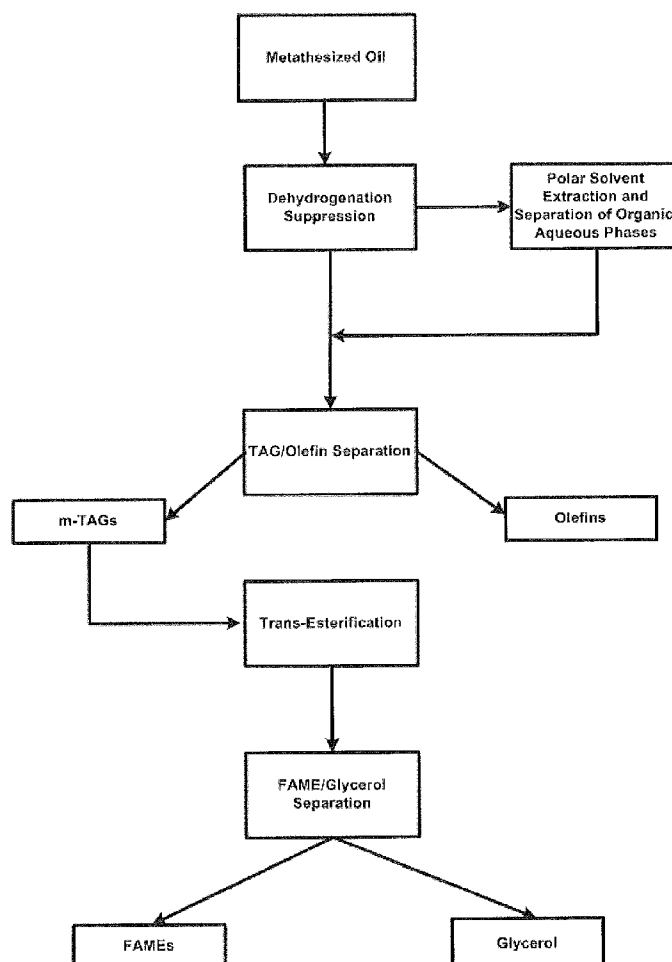 Metathesized Oil
Dehydrogenation
Suppression
Polar Solvent
Extraction and
Separation of Organic
Aqueous Phases
TAG/Olefin Separation
m-TAGs
Olefins
Trans-Esterification
FAME/Glycerol
Separation
FAMEs
Glycerol